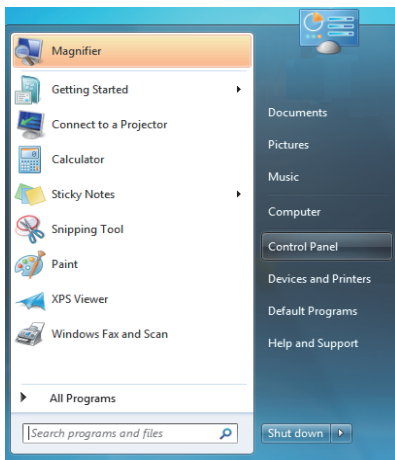 Magnifier
Getting Started
Connect to a Projector
Calculator
Sticky Notes
Snipping Tool
Paint
XPS Viewer
Windows Fax and Scan
All Programs
Search programs and files
Documents
Pictures
Music
Computer
Control Panel
Devices and Printers
Default Programs
Help and Support
Shut down